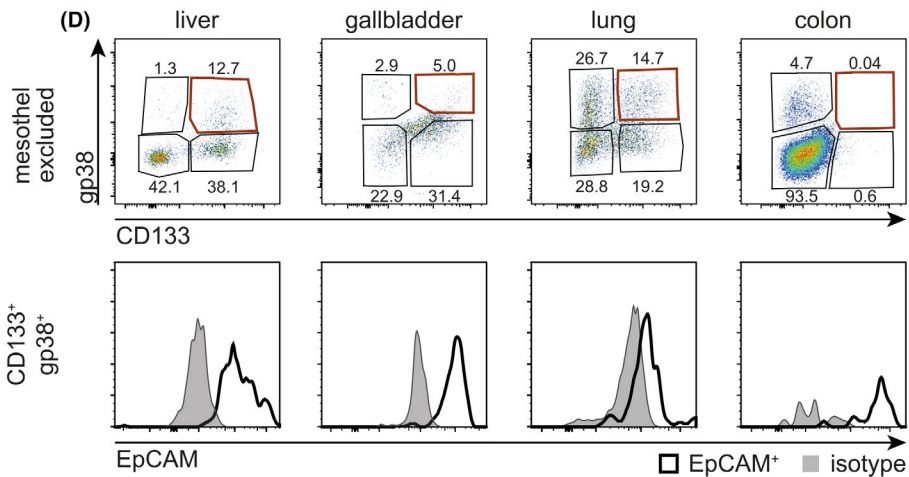 (D) liver gallbladder lung colon
mesothel
excluded
gp38
1.3 12.7 2.9 5.0 26.7 14.7 4.7 0.04
42.1 38.1 22.9 31.4 28.8 19.2 93.5 0.6
CD133
CD133+
gp38+
EpCAM
EpCAM+ isotype